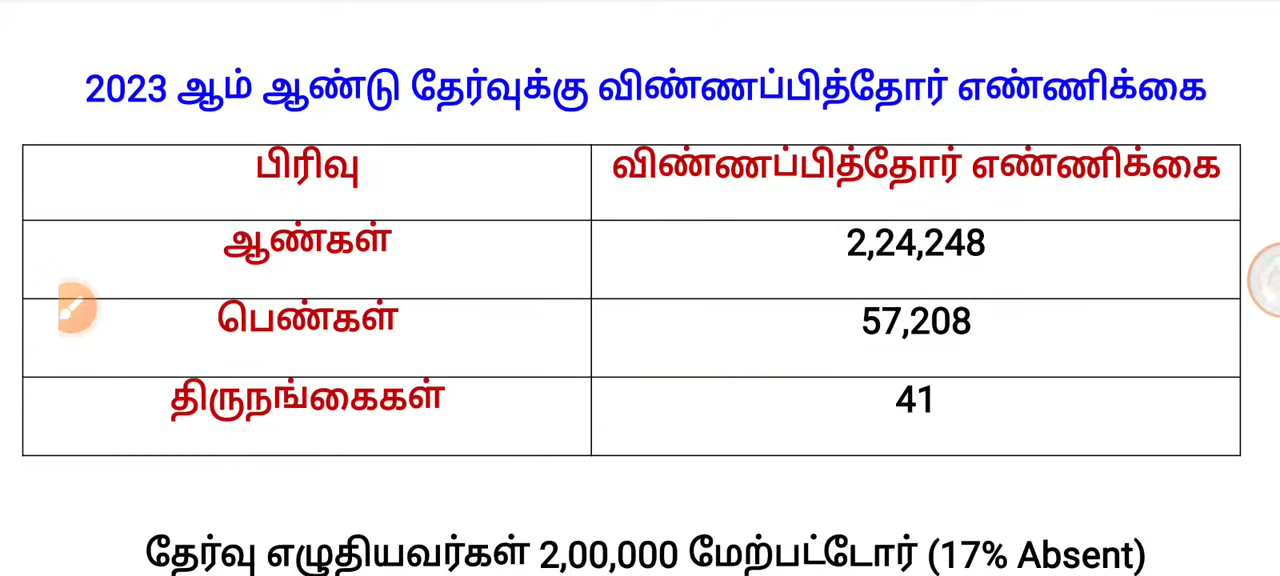 2023 ஆம் ஆண்டு தேர்வுக்கு விண்ணப்பித்தோர் எண்ணிக்கை
பிரிவு விண்ணப்பித்தோர் எண்ணிக்கை
ஆண்கள் 2,24,248
பெண்கள் 57,208
திருநங்கைகள் 41
தேர்வு எழுதியவர்கள் 2,00,000 மேற்பட்டோர் (17% Absent)